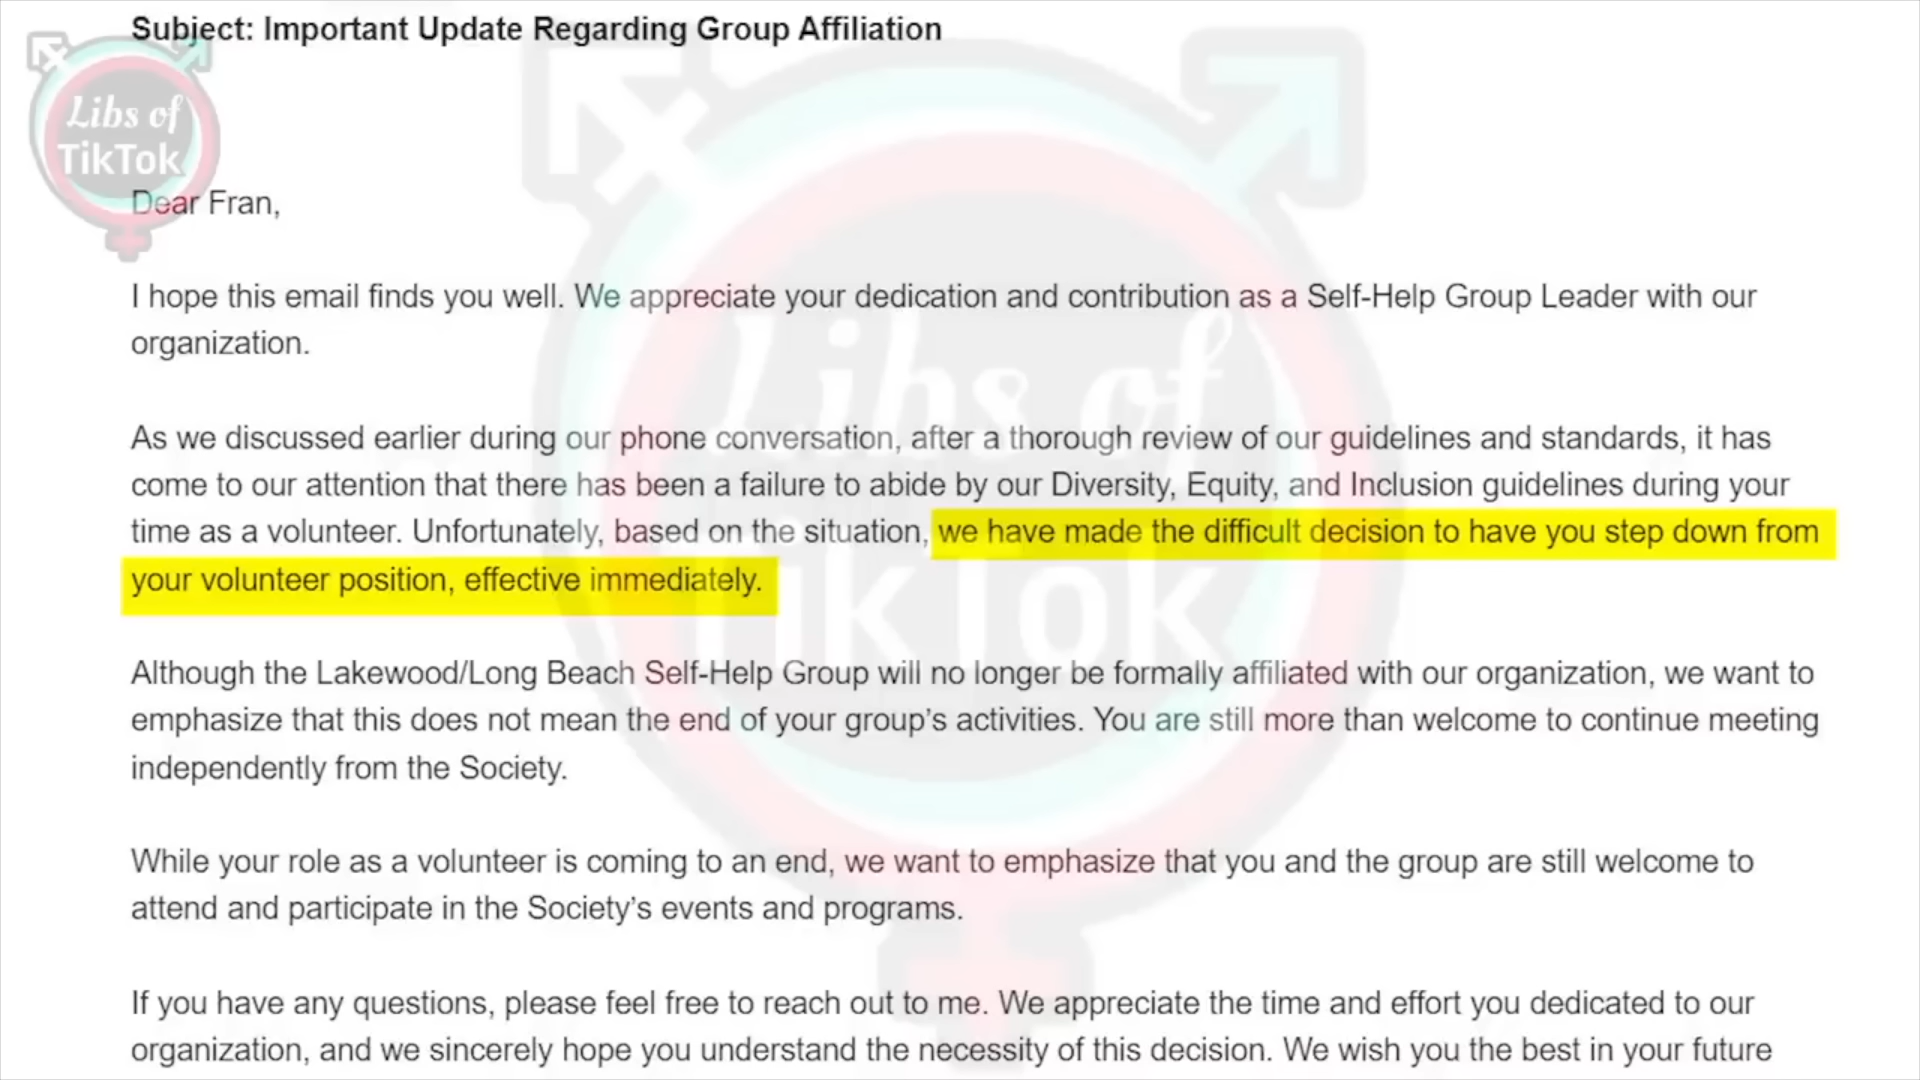 Subject: Important Update Regarding Group Affiliation
Libs of
TikTok
Dear Fran,
I hope this email finds you well. We appreciate your dedication and contribution as a Self-Help Group Leader with our
organization.
As we discussed earlier during our phone conversation, after a thorough review of our guidelines and standards, it has
come to our attention that there has been a failure to abide by our Diversity, Equity, and Inclusion guidelines during your
time as a volunteer. Unfortunately, based on the situation, we have made the difficult decision to have you step down from
your volunteer position, effective immediately.
Libs of
TikTok
Although the Lakewood/Long Beach Self-Help Group will no longer be formally affiliated with our organization, we want to
emphasize that this does not mean the end of your group’s activities. You are still more than welcome to continue meeting
independently from the Society.
While your role as a volunteer is coming to an end, we want to emphasize that you and the group are still welcome to
attend and participate in the Society’s events and programs.
If you have any questions, please feel free to reach out to me. We appreciate the time and effort you dedicated to our
organization, and we sincerely hope you understand the necessity of this decision. We wish you the best in your future